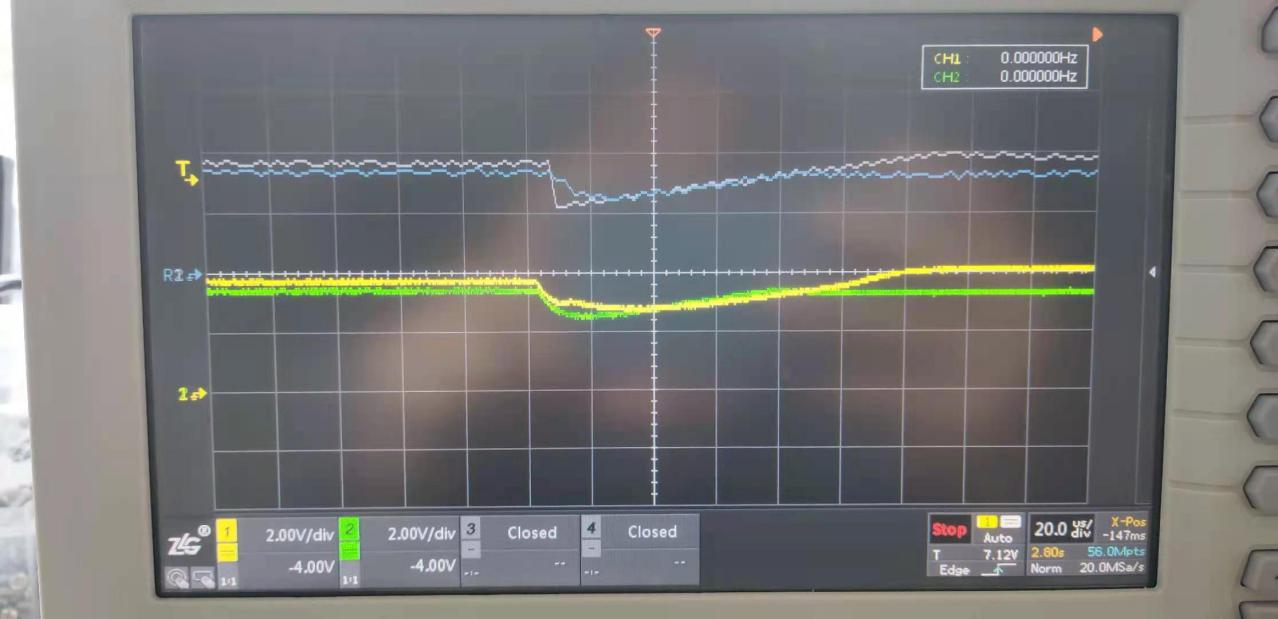 CH1 : 0.000000Hz
CH2 : 0.000000Hz
T
1 2.00V/div 2 2.00V/div 3 Closed 4 Closed
ZLG®
-4.00V -4.00V -- --
1:1 1:1 -:- -:-
Stop 1 Auto 20.0 us/div X-Pos -147ms
T 7.12V 2.80s 56.0Mpts
Edge Norm 20.0MSa/s